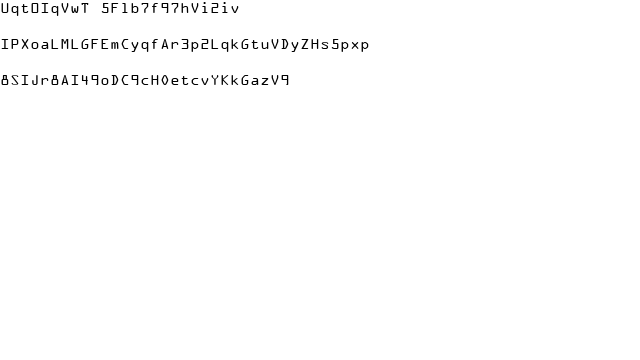 UqtOIqVwT 5Flb7f97hVi2iv
IPXoaLMLGFEmCyqfAr3p2LqkGtuVDyZHs5pxp
8SIJr8AI49oDC9cH0etcvYKkGazV9